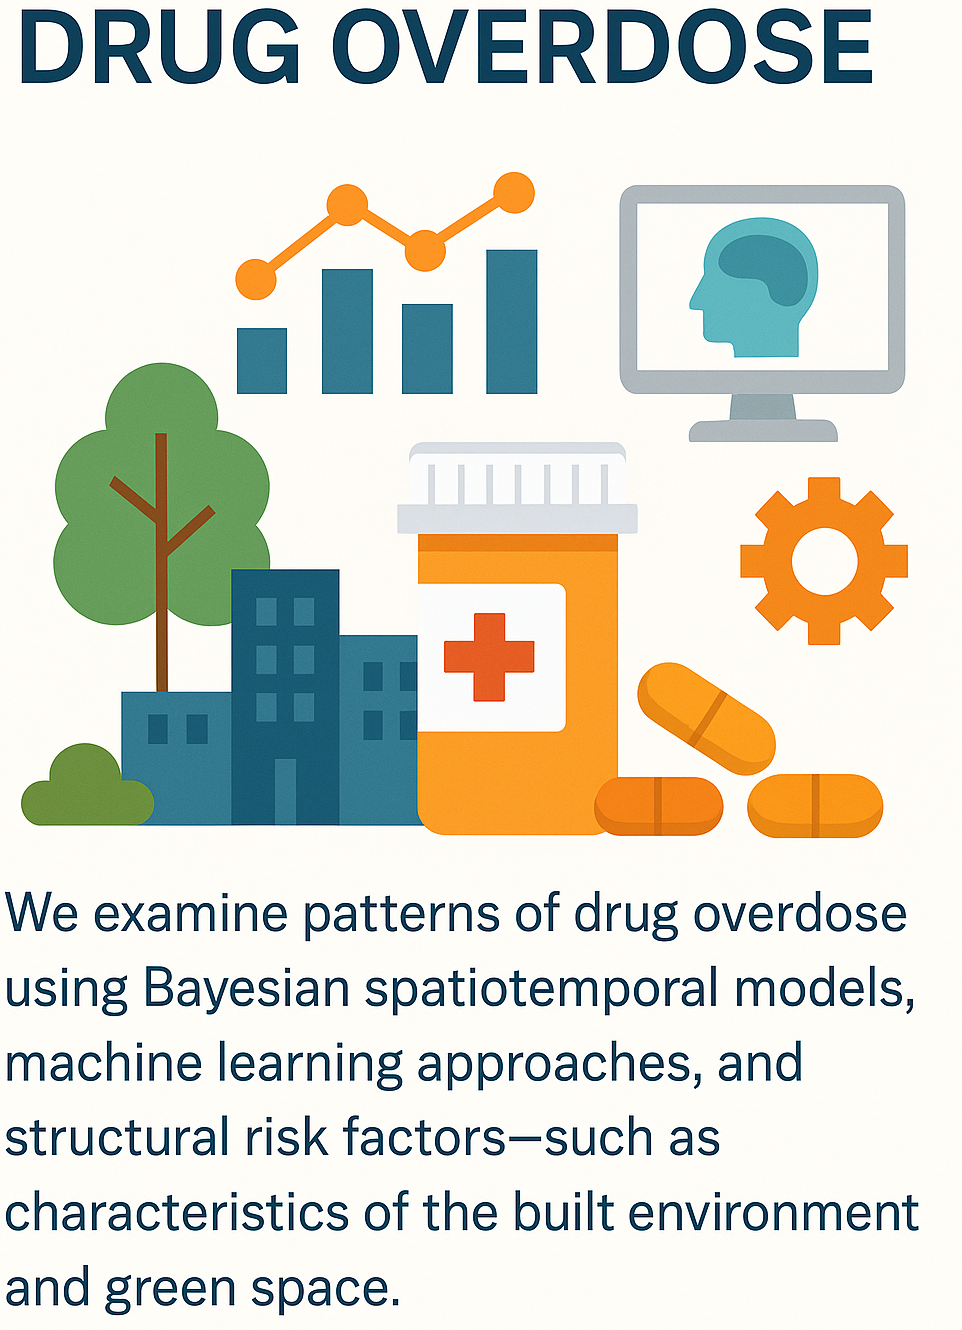 DRUG OVERDOSE
We examine patterns of drug overdose
using Bayesian spatiotemporal models,
machine learning approaches, and
structural risk factors—such as
characteristics of the built environment
and green space.